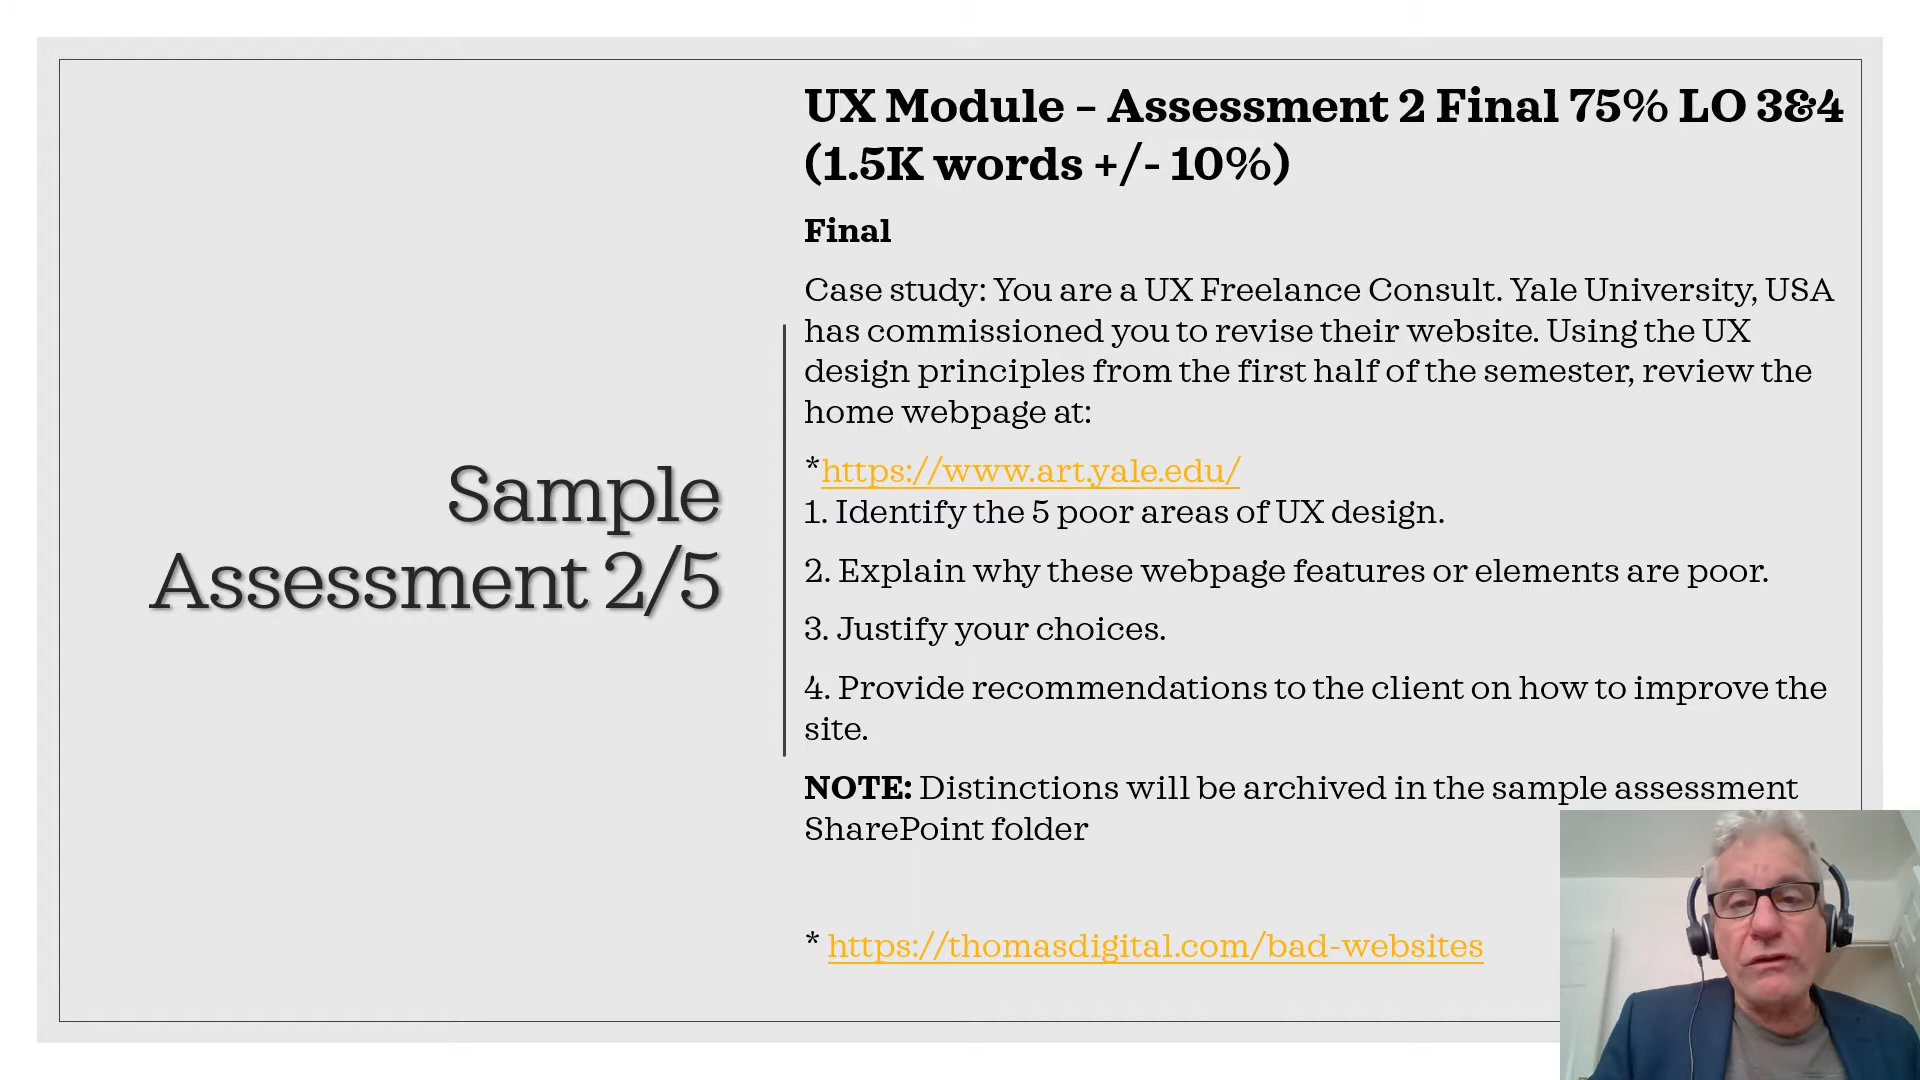 Sample
Assessment 2/5
UX Module – Assessment 2 Final 75% LO 3&4
(1.5K words +/- 10%)
Final
Case study: You are a UX Freelance Consult. Yale University, USA
has commissioned you to revise their website. Using the UX
design principles from the first half of the semester, review the
home webpage at:
*https://www.art.yale.edu/
1. Identify the 5 poor areas of UX design.
2. Explain why these webpage features or elements are poor.
3. Justify your choices.
4. Provide recommendations to the client on how to improve the
site.
NOTE: Distinctions will be archived in the sample assessment
SharePoint folder
* https://thomasdigital.com/bad-websites